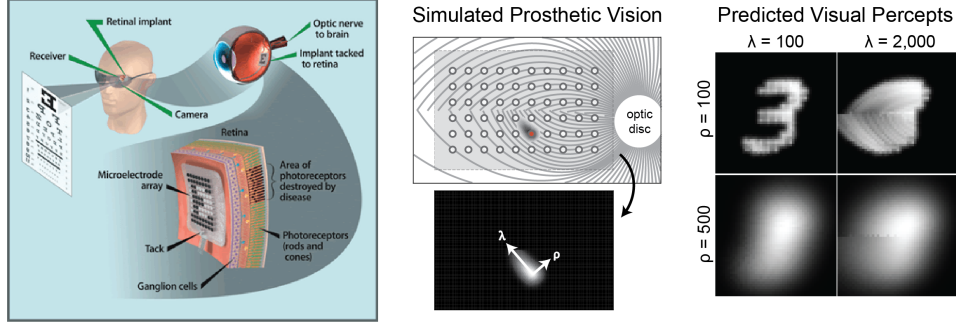 Retinal implant
Receiver
Camera
Optic nerve
to brain
Implant tacked
to retina
Retina
Microelectrode
array
Tack
Ganglion cells
Area of
photoreceptors
destroyed by
disease
Photoreceptors
(rods and
cones)
Simulated Prosthetic Vision
optic
disc
λ
ρ
Predicted Visual Percepts
λ = 100 λ = 2,000
ρ = 100
ρ = 500